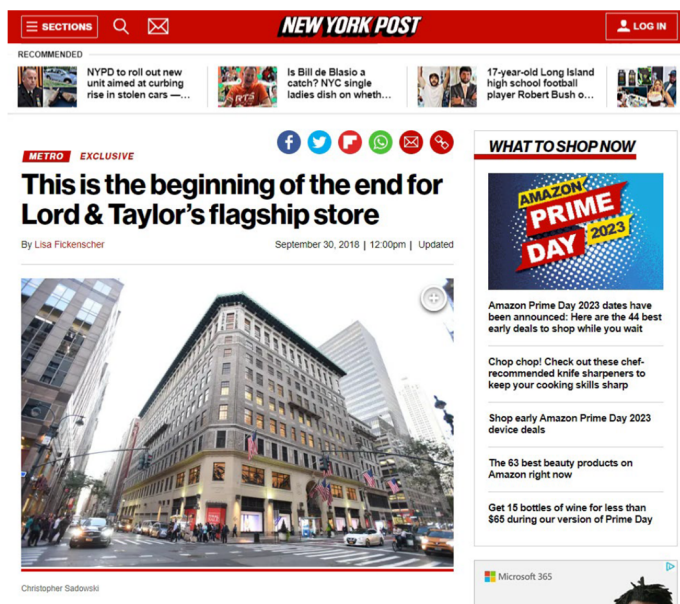 SECTIONS
NEW YORK POST
LOG IN
RECOMMENDED
NYPD to roll out new
unit aimed at curbing
rise in stolen cars —...
Is Bill de Blasio a
catch? NYC single
ladies dish on wheth...
17-year-old Long Island
high school football
player Robert Bush o...
METRO EXCLUSIVE
This is the beginning of the end for
Lord & Taylor's flagship store
By Lisa Fickenscher
September 30, 2018 | 12:00pm | Updated
Christopher Sadowski
WHAT TO SHOP NOW
AMAZON
PRIME
DAY 2023
Amazon Prime Day 2023 dates have
been announced: Here are the 44 best
early deals to shop while you wait
Chop chop! Check out these chef-
recommended knife sharpeners to
keep your cooking skills sharp
Shop early Amazon Prime Day 2023
device deals
The 63 best beauty products on
Amazon right now
Get 15 bottles of wine for less than
$65 during our version of Prime Day
Microsoft 365